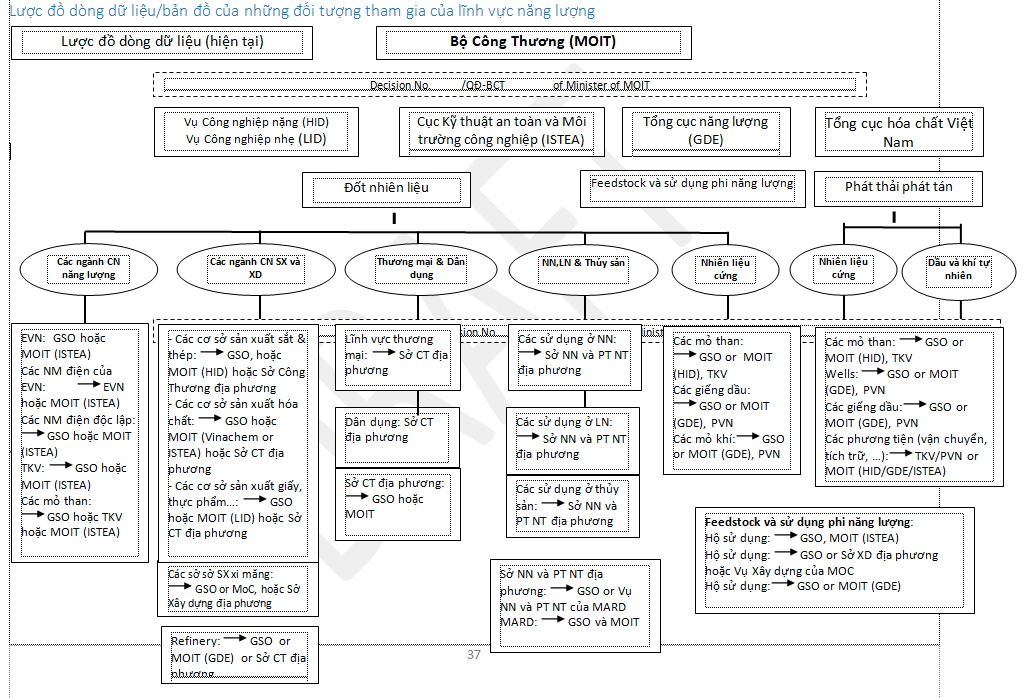 Lược đồ dòng dữ liệu/bản đồ của những đối tượng tham gia của lĩnh vực năng lượng
Lược đồ dòng dữ liệu (hiện tại)
Bộ Công Thương (MOIT)
Decision No. /QĐ-BCT of Minister of MOIT
Vụ Công nghiệp nặng (HID)
Vụ Công nghiệp nhẹ (LID)
Cục Kỹ thuật an toàn và Môi
trường công nghiệp (ISTEA)
Tổng cục năng lượng
(GDE)
Tổng cục hóa chất Việt
Nam
Đốt nhiên liệu
Feedstock và sử dụng phi năng lượng
Phát thải phát tán
Các ngành CN
năng lượng
Các ngành CN SX và
XD
Thương mại & Dân
dụng
NN,LN & Thủy sản
Nhiên liệu
cứng
Nhiên liệu
cứng
Dầu và khí tự
nhiên
EVN: GSO hoặc
MOIT (ISTEA)
Các NM điện của
EVN: → EVN
hoặc MOIT (ISTEA)
Các NM điện độc lập:
→ GSO hoặc MOIT
(ISTEA)
TKV: → GSO hoặc
MOIT (ISTEA)
Các mỏ than:
→ GSO hoặc TKV
hoặc MOIT (ISTEA)
- Các cơ sở sản xuất sắt &
thép: → GSO, hoặc
MOIT (HID) hoặc Sở Công
Thương địa phương
- Các cơ sở sản xuất hóa
chất: → GSO hoặc
MOIT (Vinachem or
ISTEA) hoặc Sở CT địa
phương
- Các cơ sở sản xuất giấy,
thực phẩm...: → GSO
hoặc MOIT (LID) hoặc Sở
CT địa phương
Các sở sở SX xi măng:
→ GSO or MoC, hoặc Sở
Xây dựng địa phương
Refinery: → GSO or
MOIT (GDE) or Sở CT địa
phương
Lĩnh vực thương
mại: → Sở CT địa
phương
Dân dụng: Sở CT
địa phương
Sở CT địa phương:
→ GSO hoặc
MOIT
sion No.
Minist
Các sử dụng ở NN:
→ Sở NN và PT NT
địa phương
Các sử dụng ở LN:
→ Sở NN và PT NT
địa phương
Các sử dụng ở thủy
sản: → Sở NN và
PT NT địa phương
Sở NN và PT NT địa
phương: → GSO or Vụ
NN và PT NT của MARD
MARD: → GSO và MOIT
Các mỏ than:
→ GSO or MOIT
(HID), TKV
Các giếng dầu:
→ GSO or MOIT
(GDE), PVN
Các mỏ khí: → GSO
or MOIT (GDE), PVN
Các mỏ than: → GSO or
MOIT (HID), TKV
Wells: → GSO or MOIT
(GDE), PVN
Các giếng dầu: → GSO or
MOIT (GDE), PVN
Các phương tiện (vận chuyển,
tích trữ, ...): → TKV/PVN or
MOIT (HID/GDE/ISTEA)
Feedstock và sử dụng phi năng lượng:
Hộ sử dụng: → GSO, MOIT (ISTEA)
Hộ sử dụng: → GSO or Sở XD địa phương
hoặc Vụ Xây dựng của MOC
Hộ sử dụng: → GSO or MOIT (GDE)
37
DRAFT